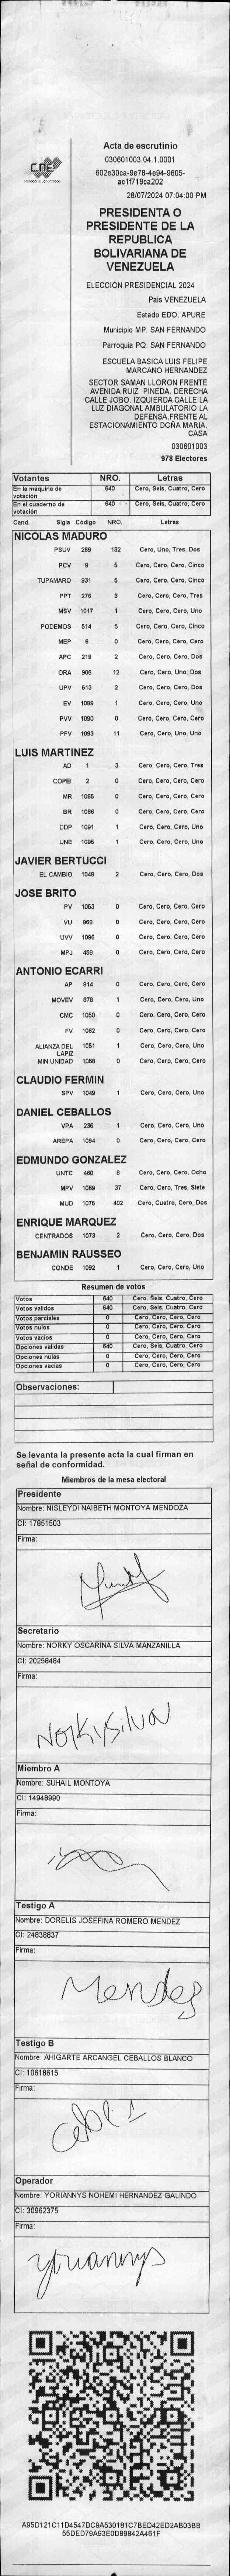 CNE
Acta de escrutinio
030601003.04.1.0001
602e30ca-9e78-4e94-9605-
ac1f718ca202
28/07/2024 07:04:00 PM
PRESIDENTA O
PRESIDENTE DE LA
REPUBLICA
BOLIVARIANA DE
VENEZUELA
ELECCIÓN PRESIDENCIAL 2024
País VENEZUELA
Estado EDO. APURE
Municipio MP. SAN FERNANDO
Parroquia PQ. SAN FERNANDO
ESCUELA BASICA LUIS FELIPE
MARCANO HERNANDEZ
SECTOR SAMAN LLORON FRENTE
AVENIDA RUIZ PINEDA. DERECHA
CALLE JOBO. IZQUIERDA CALLE LA
LUZ DIAGONAL AMBULATORIO LA
DEFENSA,FRENTE AL
ESTACIONAMIENTO DOÑA MARIA.
CASA
030601003
978 Electores
Votantes NRO. Letras
En la máquina de votación 640 Cero, Seis, Cuatro, Cero
En el cuaderno de votación 640 Cero, Seis, Cuatro, Cero
Cand. Sigla Código NRO. Letras
NICOLAS MADURO
PSUV 269 132 Cero, Uno, Tres, Dos
PCV 9 5 Cero, Cero, Cero, Cinco
TUPAMARO 931 5 Cero, Cero, Cero, Cinco
PPT 276 3 Cero, Cero, Cero, Tres
MSV 1017 1 Cero, Cero, Cero, Uno
PODEMOS 514 5 Cero, Cero, Cero, Cinco
MEP 6 0 Cero, Cero, Cero, Cero
APC 219 2 Cero, Cero, Cero, Dos
ORA 906 12 Cero, Cero, Uno, Dos
UPV 513 2 Cero, Cero, Cero, Dos
EV 1089 1 Cero, Cero, Cero, Uno
PVV 1090 0 Cero, Cero, Cero, Cero
PFV 1093 11 Cero, Cero, Uno, Uno
LUIS MARTINEZ
AD 1 3 Cero, Cero, Cero, Tres
COPEI 2 0 Cero, Cero, Cero, Cero
MR 1065 0 Cero, Cero, Cero, Cero
BR 1066 0 Cero, Cero, Cero, Cero
DDP 1091 1 Cero, Cero, Cero, Uno
UNE 1095 1 Cero, Cero, Cero, Uno
JAVIER BERTUCCI
EL CAMBIO 1048 2 Cero, Cero, Cero, Dos
JOSE BRITO
PV 1053 0 Cero, Cero, Cero, Cero
VU 868 0 Cero, Cero, Cero, Cero
UVV 1096 0 Cero, Cero, Cero, Cero
MPJ 458 0 Cero, Cero, Cero, Cero
ANTONIO ECARRI
AP 814 0 Cero, Cero, Cero, Cero
MOVEV 878 1 Cero, Cero, Cero, Uno
CMC 1050 0 Cero, Cero, Cero, Cero
FV 1062 0 Cero, Cero, Cero, Cero
ALIANZA DEL LAPIZ 1051 1 Cero, Cero, Cero, Uno
MIN UNIDAD 1068 0 Cero, Cero, Cero, Cero
CLAUDIO FERMIN
SPV 1049 1 Cero, Cero, Cero, Uno
DANIEL CEBALLOS
VPA 236 1 Cero, Cero, Cero, Uno
AREPA 1094 0 Cero, Cero, Cero, Cero
EDMUNDO GONZALEZ
UNTC 460 8 Cero, Cero, Cero, Ocho
MPV 1069 37 Cero, Cero, Tres, Siete
MUD 1075 402 Cero, Cuatro, Cero, Dos
ENRIQUE MARQUEZ
CENTRADOS 1073 2 Cero, Cero, Cero, Dos
BENJAMIN RAUSSEO
CONDE 1092 1 Cero, Cero, Cero, Uno
Resumen de votos
Votos 640 Cero, Seis, Cuatro, Cero
Votos validos 640 Cero, Seis, Cuatro, Cero
Votos parciales 0 Cero, Cero, Cero, Cero
Votos nulos 0 Cero, Cero, Cero, Cero
Votos vacios 0 Cero, Cero, Cero, Cero
Opciones validas 640 Cero, Seis, Cuatro, Cero
Opciones nulas 0 Cero, Cero, Cero, Cero
Opciones vacias 0 Cero, Cero, Cero, Cero
Observaciones:
Se levanta la presente acta la cual firman en
señal de conformidad.
Miembros de la mesa electoral
Presidente
Nombre: NISLEYDI NAIBETH MONTOYA MENDOZA
CI: 17851503
Firma:
Secretario
Nombre: NORKY OSCARINA SILVA MANZANILLA
CI: 20258484
Firma:
Norky Silva
Miembro A
Nombre: SUHAIL MONTOYA
CI: 14948990
Firma:
Testigo A
Nombre: DORELIS JOSEFINA ROMERO MENDEZ
CI: 24838837
Firma:
Mendez
Testigo B
Nombre: AHIGARTE ARCANGEL CEBALLOS BLANCO
CI: 10618615
Firma:
Operador
Nombre: YORIANNYS NOHEMI HERNANDEZ GALINDO
CI: 30962375
Firma:
yoriannys
A95D121C11D4547DC9A530181C7BED42ED2AB03BB
55DED79A93E0D89842A461F